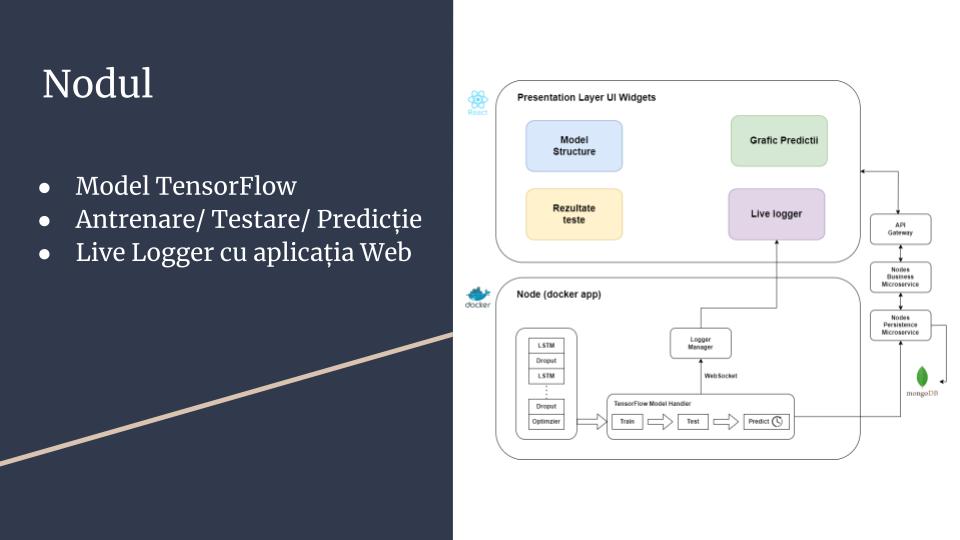 Nodul
● Model TensorFlow
● Antrenare/ Testare/ Predicție
● Live Logger cu aplicația Web
React
Presentation Layer UI Widgets
Model
Structure
Grafic Predictii
Rezultate
teste
Live logger
API
Gateway
Nodes
Business
Microservice
Nodes
Persistence
Microservice
mongoDB
docker
Node (docker app)
LSTM
Droput
LSTM
Droput
Optimzier
Logger
Manager
WebSocket
TensorFlow Model Handler
Train
Test
Predict